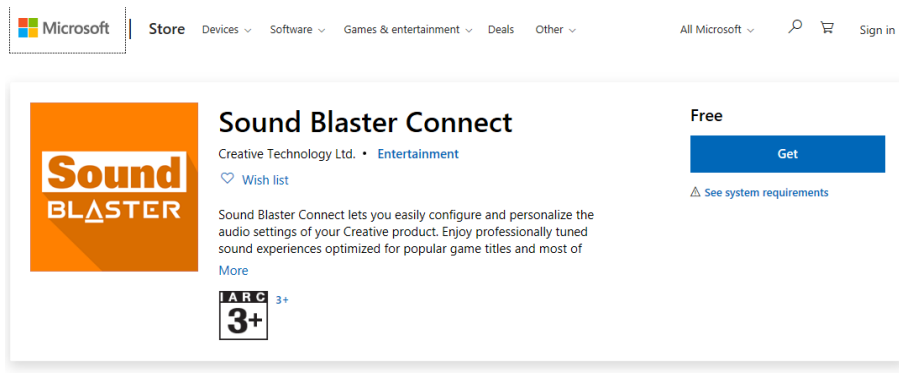 Microsoft Store Devices Software Games & entertainment Deals Other All Microsoft Sign in
Sound BLASTER
Sound Blaster Connect
Creative Technology Ltd. • Entertainment
Wish list
Sound Blaster Connect lets you easily configure and personalize the
audio settings of your Creative product. Enjoy professionally tuned
sound experiences optimized for popular game titles and most of
More
IARC
3+
3+
Free
Get
See system requirements